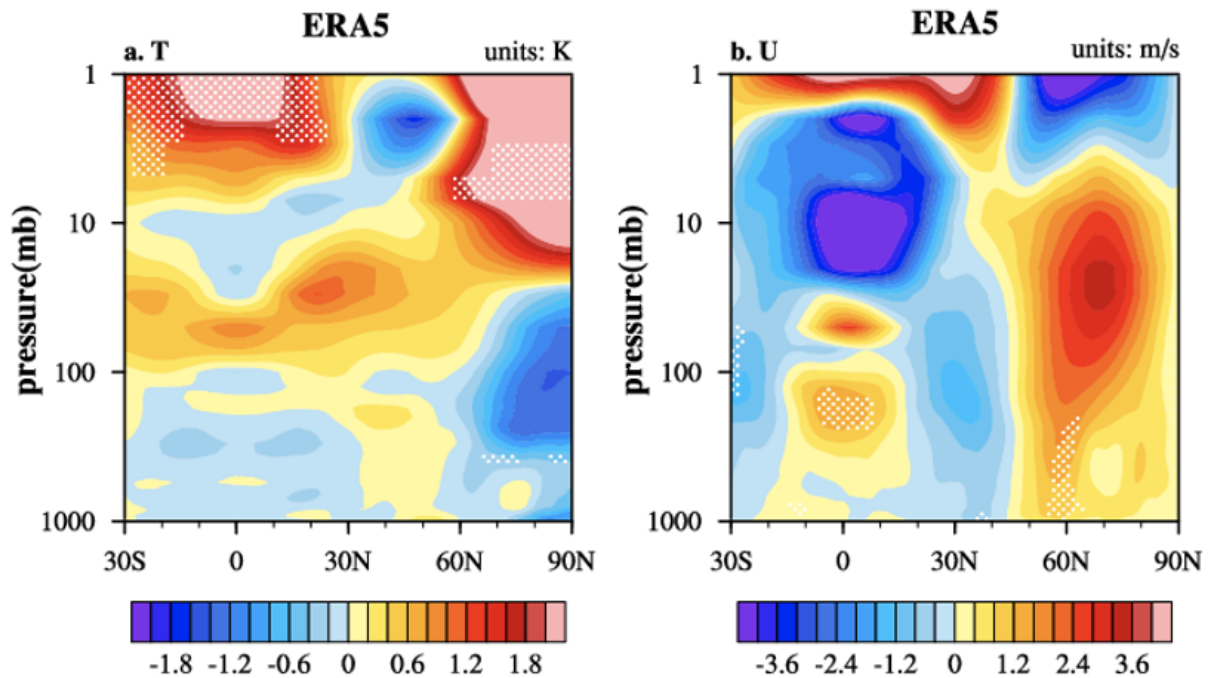 ERA5
a. T units: K
1
10
100
1000
pressure(mb)
30S 0 30N 60N 90N
-1.8 -1.2 -0.6 0 0.6 1.2 1.8
ERA5
b. U units: m/s
1
10
100
1000
pressure(mb)
30S 0 30N 60N 90N
-3.6 -2.4 -1.2 0 1.2 2.4 3.6